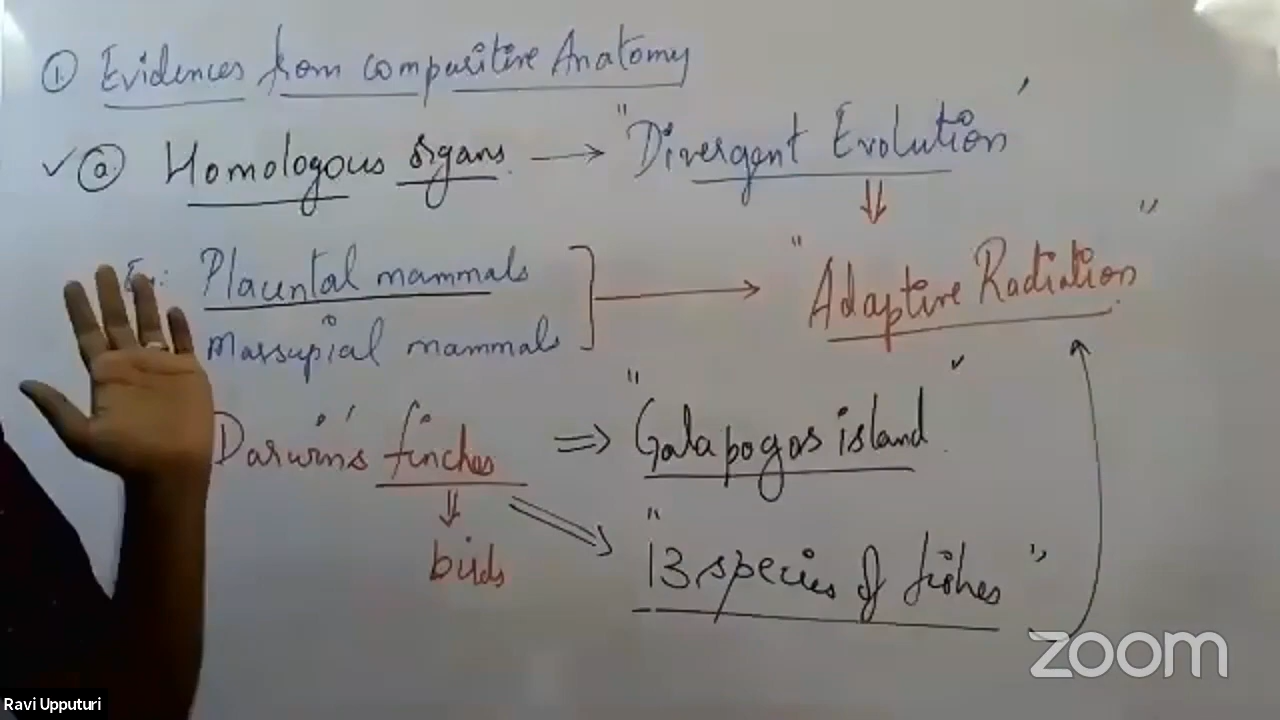 ① Evidences from comparitive Anatomy
✓ ⓐ Homologous organs. → "Divergent Evolution"
Ex: Placental mammals
"Adaptive Radiation"
Marsupial mammals
Darwin's finches ⇒ "Galapogos island"
birds
"13 species of fishes"
zoom
Ravi Upputuri